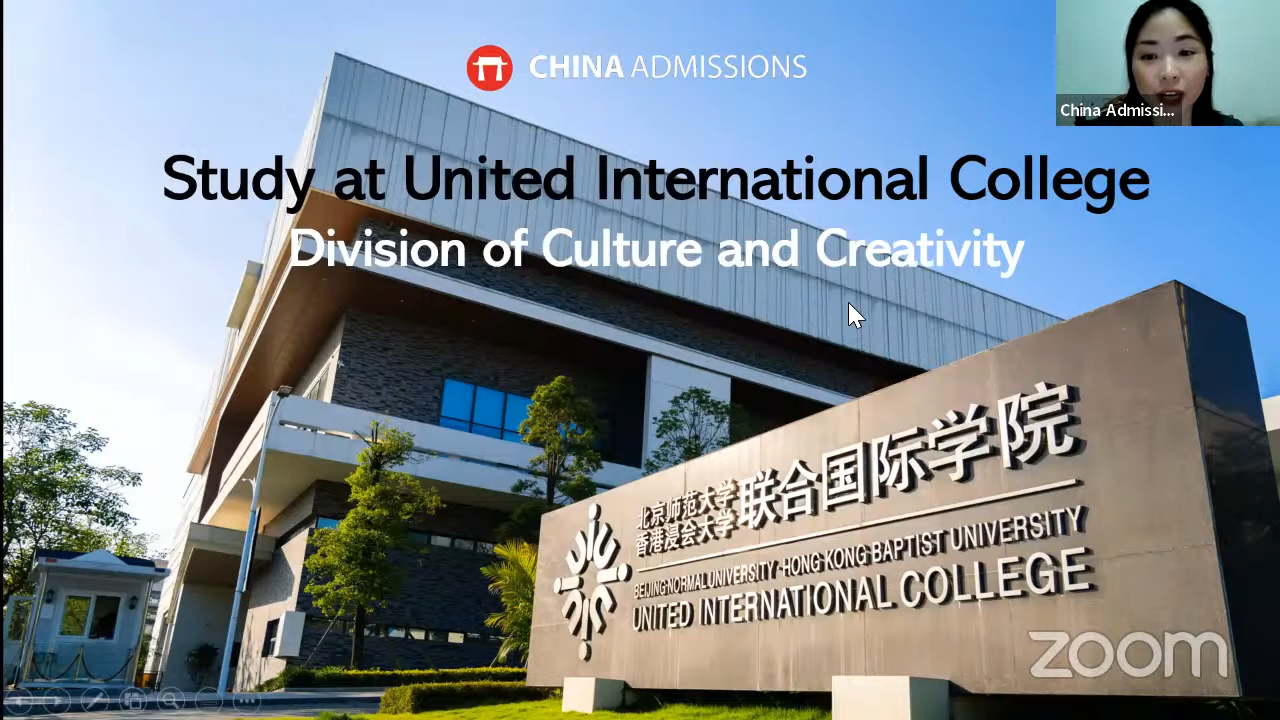 CHINA ADMISSIONS
China Admissi...
Study at United International College
Division of Culture and Creativity
北京师范大学
香港浸会大学
联合国际学院
BEIJING NORMAL UNIVERSITY-HONG KONG BAPTIST UNIVERSITY
UNITED INTERNATIONAL COLLEGE
zoom